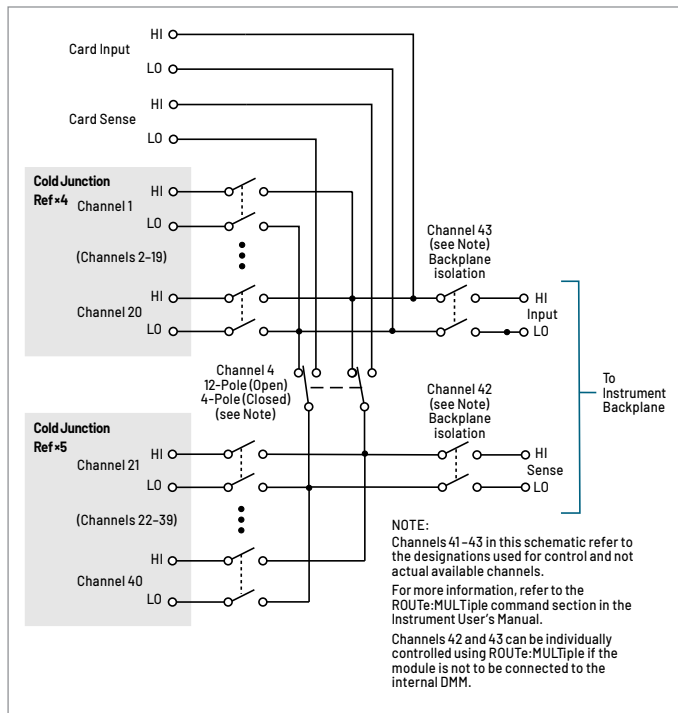 Card Input
HI
LO
Card Sense
HI
LO
Cold Junction
Ref×4
Channel 1
HI
LO
(Channels 2–19)
Channel 20
HI
LO
Channel 43
(see Note)
Backplane
isolation
HI
Input
LO
Channel 4
12-Pole (Open)
4-Pole (Closed)
(see Note)
Channel 42
(see Note)
Backplane
isolation
To
Instrument
Backplane
Cold Junction
Ref×5
Channel 21
HI
LO
HI
Sense
LO
(Channels 22–39)
Channel 40
HI
LO
NOTE:
Channels 41–43 in this schematic refer to
the designations used for control and not
actual available channels.
For more information, refer to the
ROUTe:MULTiple command section in the
Instrument User's Manual.
Channels 42 and 43 can be individually
controlled using ROUTe:MULTiple if the
module is not to be connected to the
internal DMM.